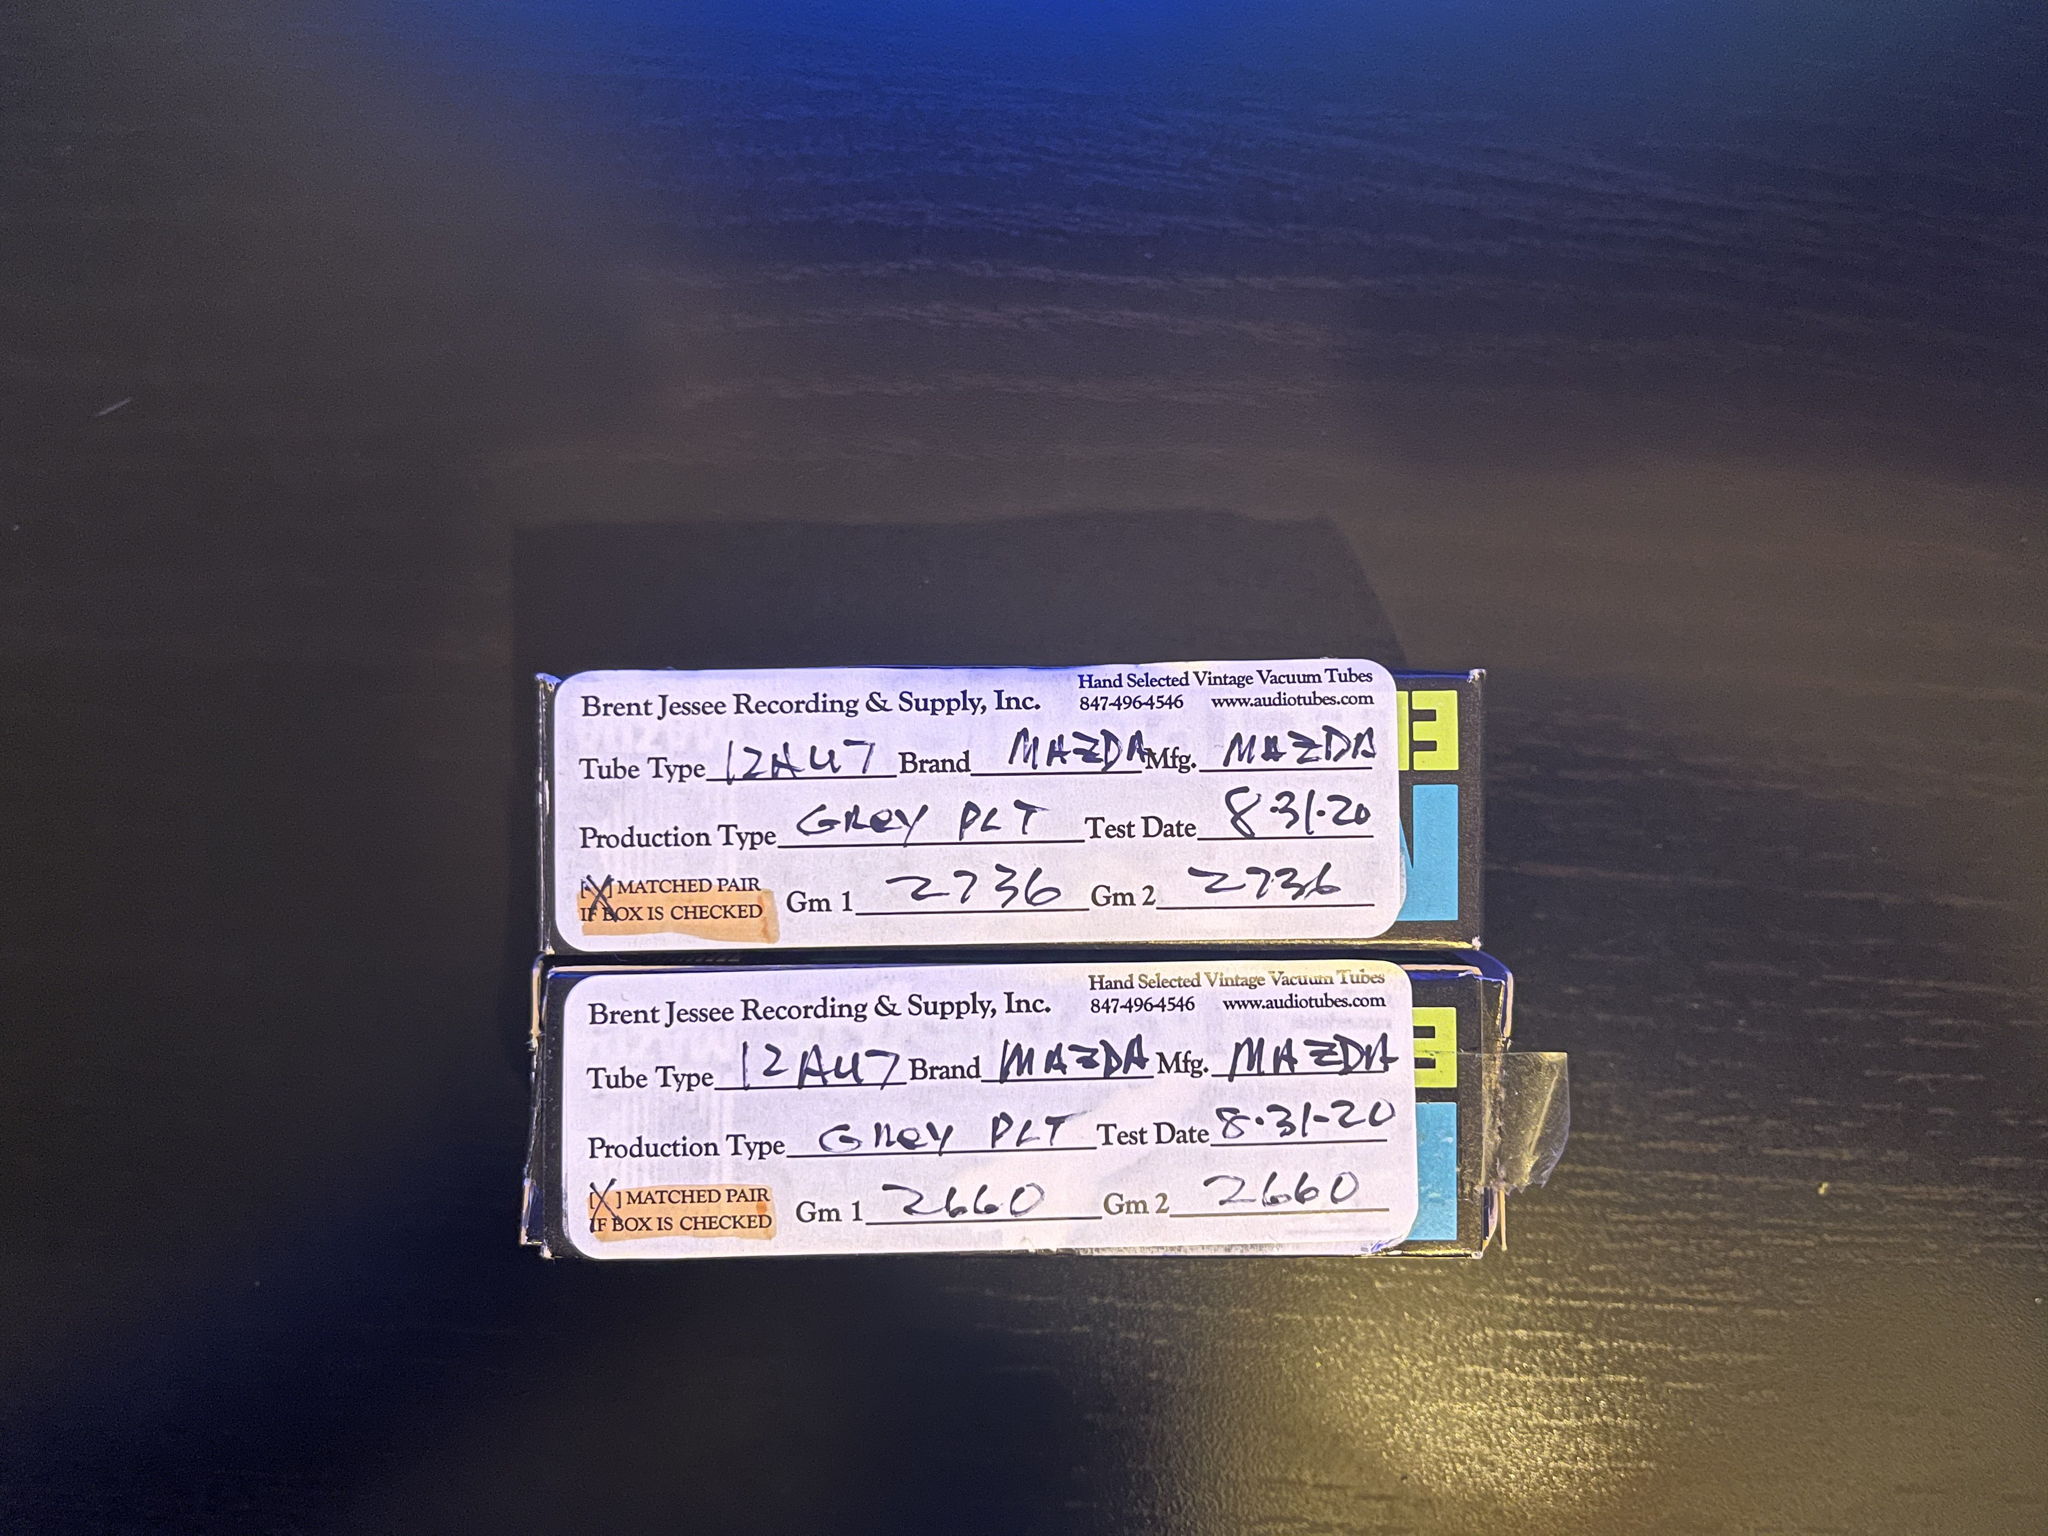 Hand Selected Vintage Vacuum Tubes
Brent Jessee Recording & Supply, Inc. 847-496-4546 www.audiotubes.com
Tube Type 12AU7 Brand MAZDA Mfg. MAZDA
Production Type GREY PLT Test Date 8·31·20
[X] MATCHED PAIR
IF BOX IS CHECKED Gm 1 2736 Gm 2 2736
Hand Selected Vintage Vacuum Tubes
Brent Jessee Recording & Supply, Inc. 847-496-4546 www.audiotubes.com
Tube Type 12AU7 Brand MAZDA Mfg. MAZDA
Production Type GREY PLT Test Date 8·31-20
[X] MATCHED PAIR
IF BOX IS CHECKED Gm 1 2660 Gm 2 2660